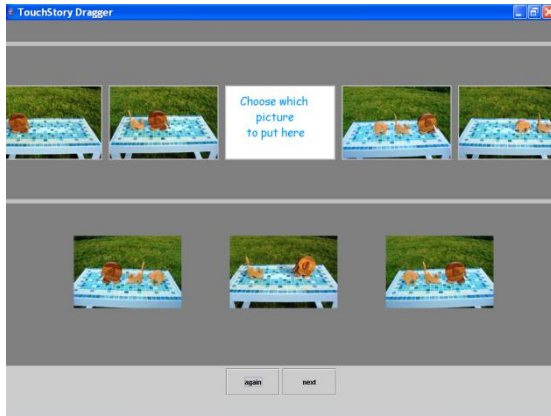 TouchStory Dragger
Choose which
picture
to put here
again
next